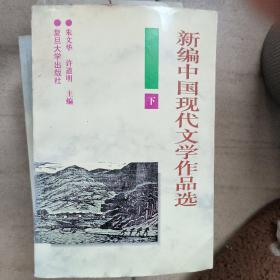 新编中国现代文学作品选
下
●朱文华 许道明 主编
●复旦大学出版社